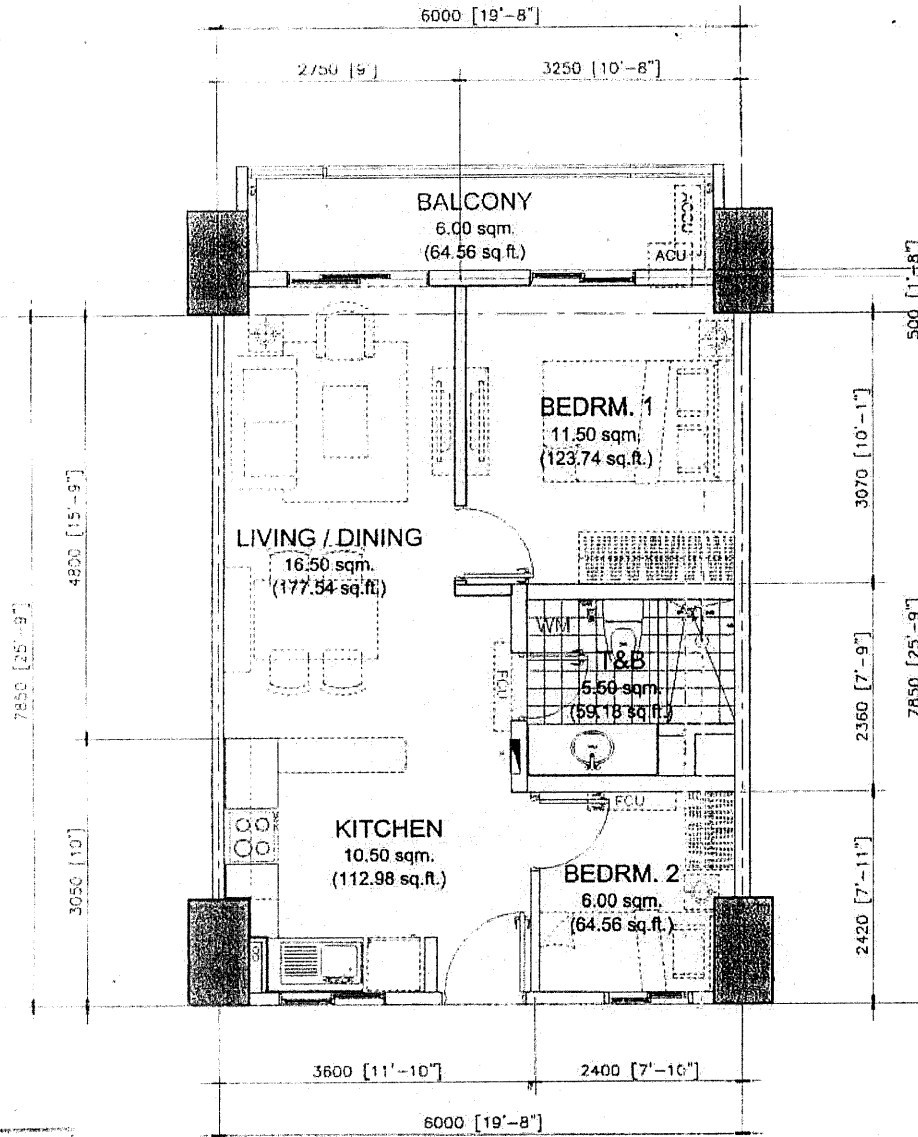 6000 [19'-8"]
2750 [9']
3250 [10'-8"]
BALCONY
6.00 sqm.
(64.56 sq.ft.)
ACCU
ACU
500 [1'-8"]
BEDRM. 1
11.50 sqm.
(123.74 sq.ft.)
3070 [10'-1"]
4800 [15'-9"]
LIVING / DINING
16.50 sqm.
(177.54 sq.ft.)
7850 [25'-9"]
7850 [25'-9"]
WM
T&B
5.50 sqm.
(59.18 sq.ft.)
FCU
2360 [7'-9"]
FCU
KITCHEN
10.50 sqm.
(112.98 sq.ft.)
3050 [10']
BEDRM. 2
6.00 sqm.
(64.56 sq.ft.)
2420 [7'-11"]
3600 [11'-10"]
2400 [7'-10"]
6000 [19'-8"]